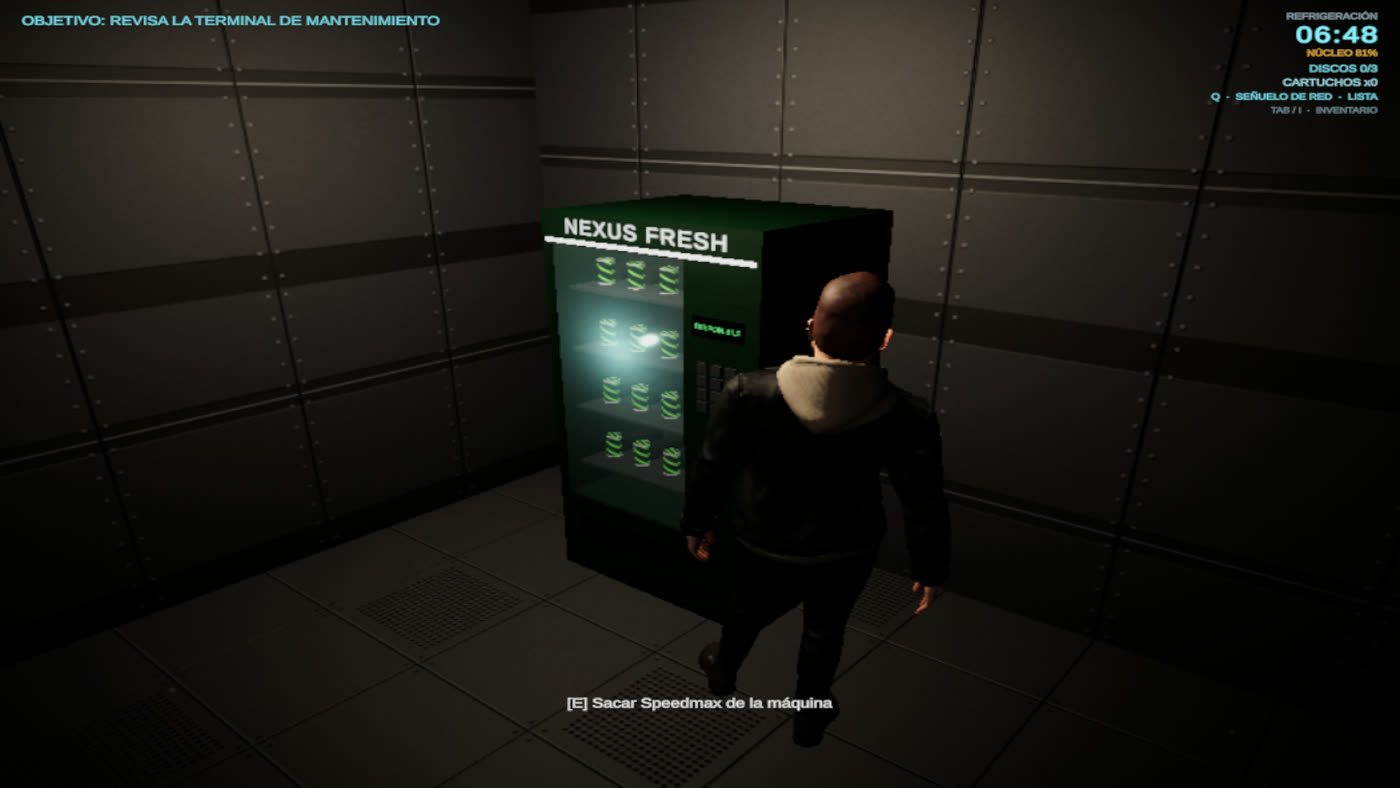 OBJETIVO: REVISA LA TERMINAL DE MANTENIMIENTO
REFRIGERACIÓN
06:48
NÚCLEO 81%
DISCOS 0/3
CARTUCHOS x0
Q · SEÑUELO DE RED · LISTA
TAB / I · INVENTARIO
NEXUS FRESH
[E] Sacar Speedmax de la máquina